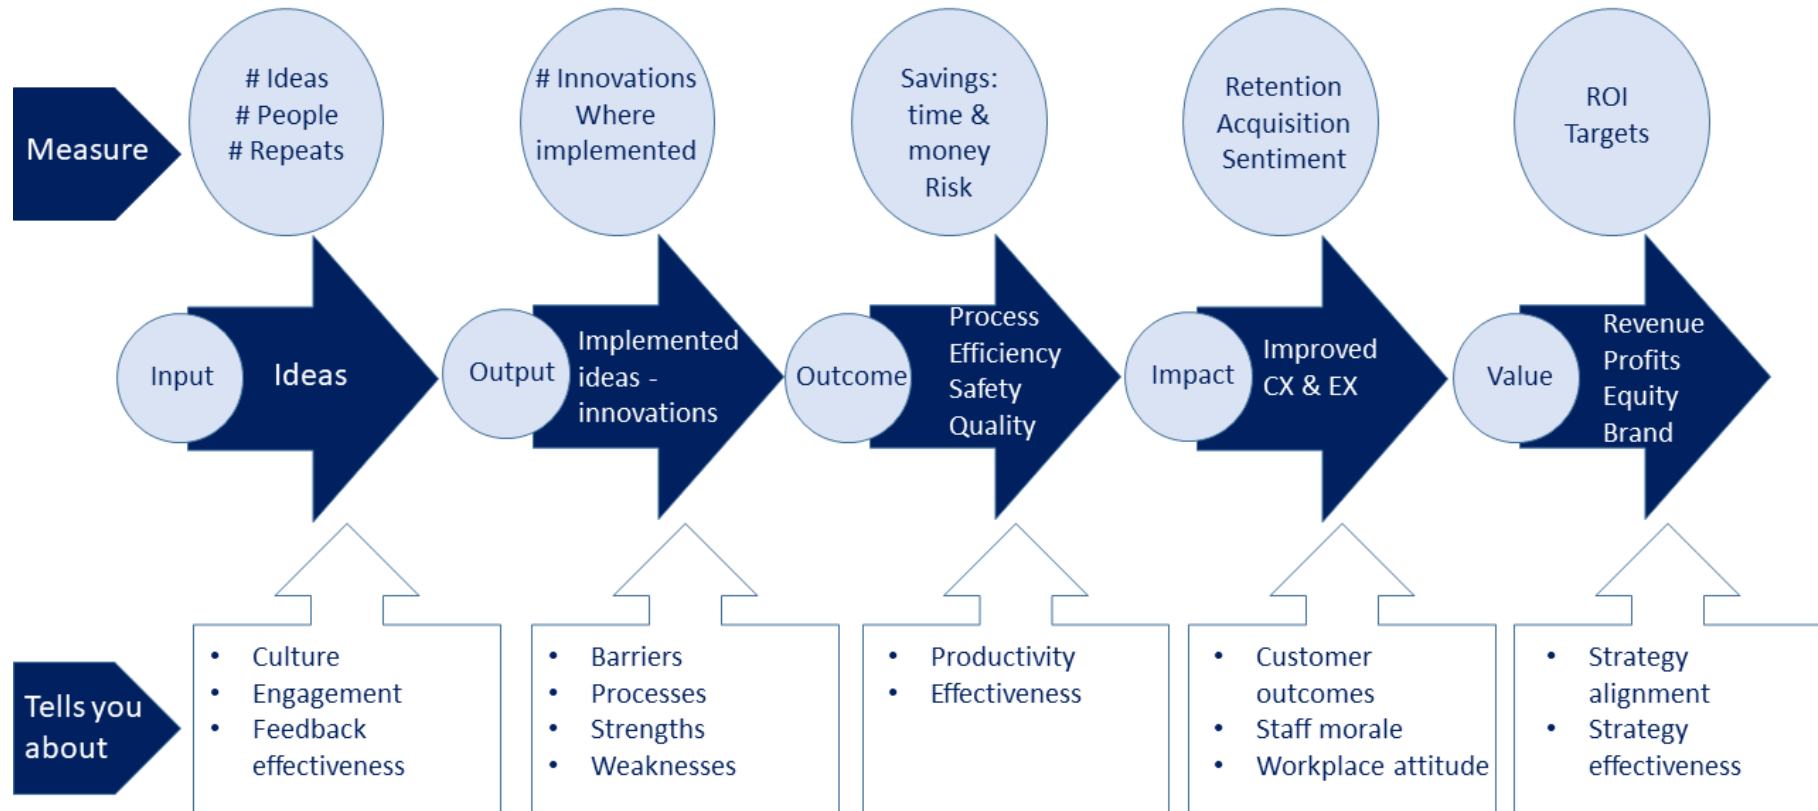 Measure
# Ideas
# People
# Repeats
# Innovations
Where
implemented
Savings:
time &
money
Risk
Retention
Acquisition
Sentiment
ROI
Targets
Input
Ideas
Output
Implemented
ideas -
innovations
Outcome
Process
Efficiency
Safety
Quality
Impact
Improved
CX & EX
Value
Revenue
Profits
Equity
Brand
Tells you
about
• Culture
• Engagement
• Feedback
effectiveness
• Barriers
• Processes
• Strengths
• Weaknesses
• Productivity
• Effectiveness
• Customer
outcomes
• Staff morale
• Workplace attitude
• Strategy
alignment
• Strategy
effectiveness